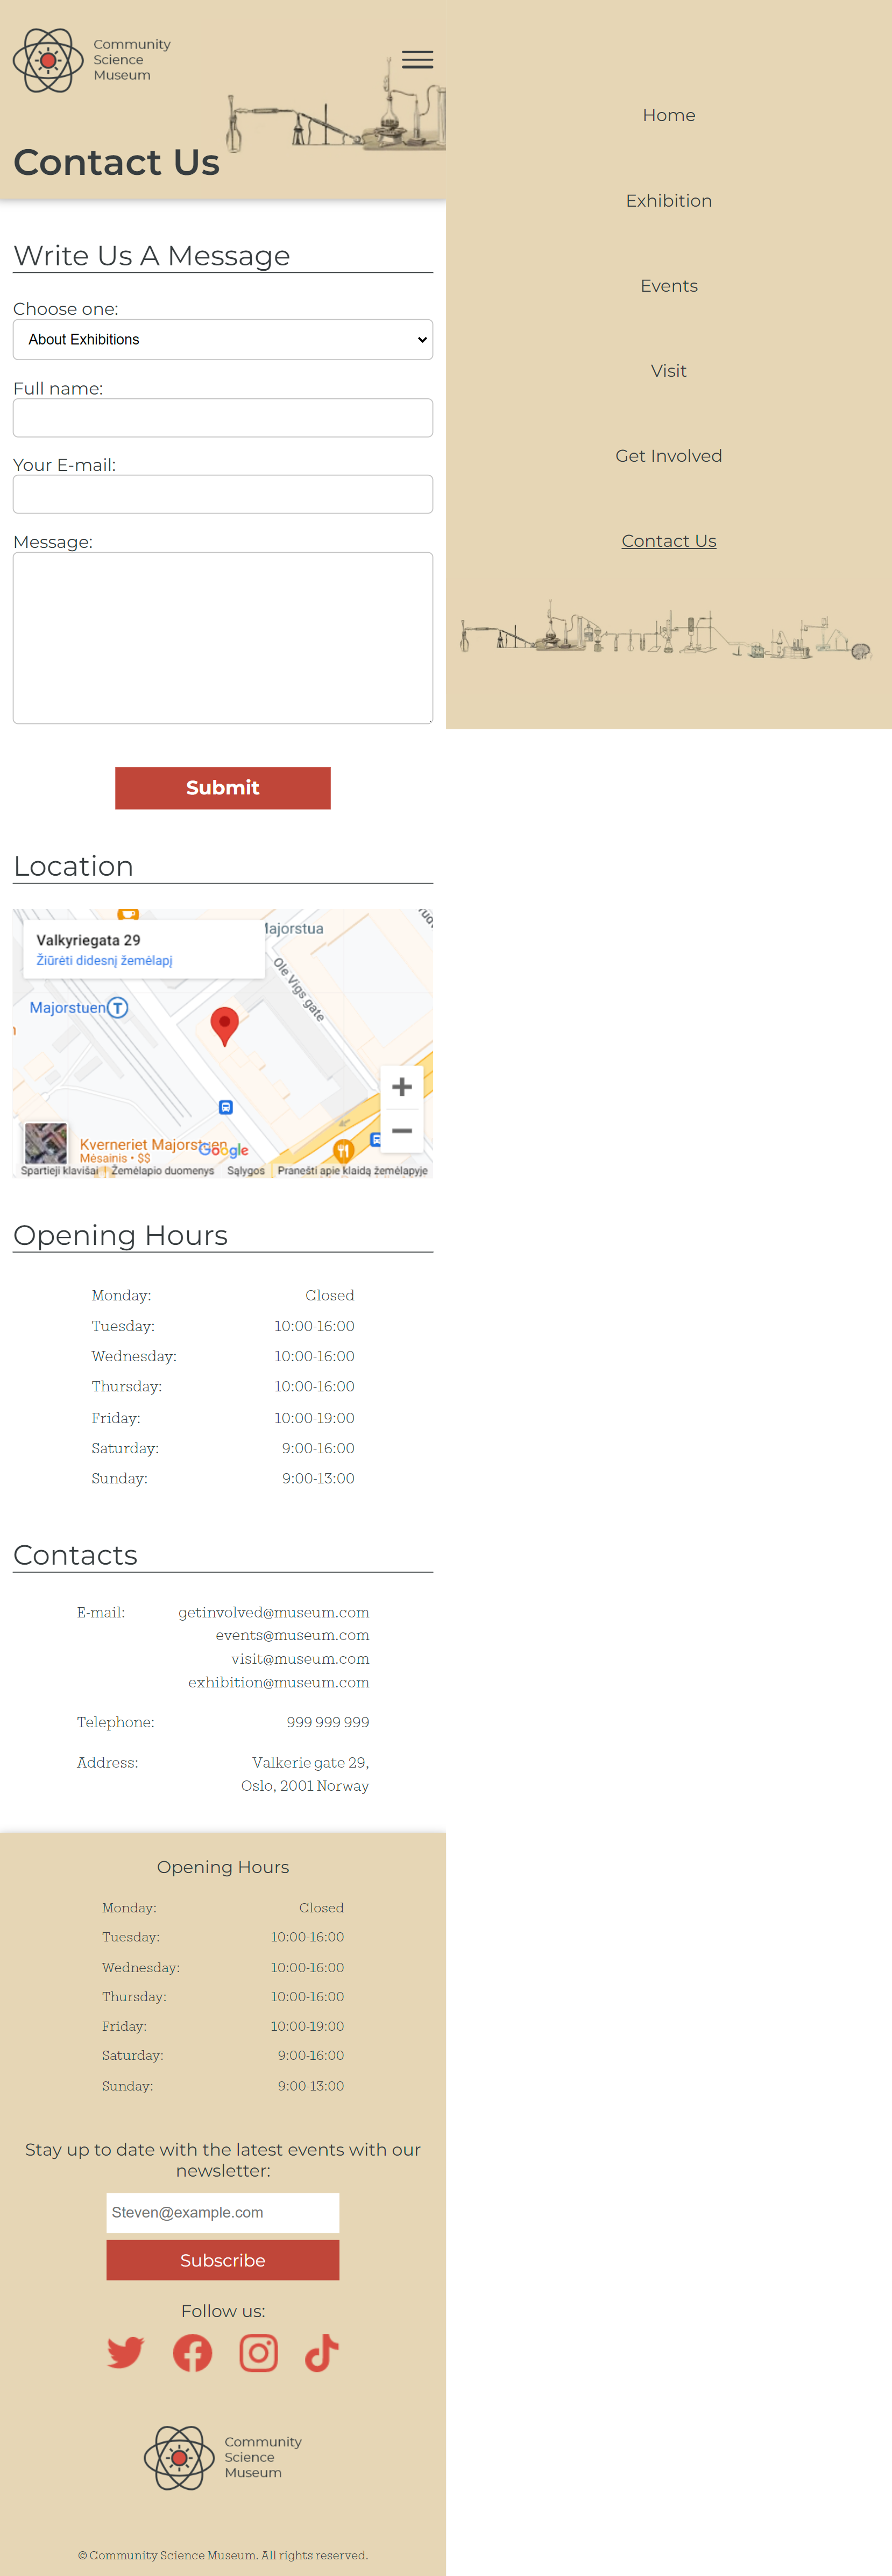 Community
Science
Museum
Contact Us
Write Us A Message
Choose one:
About Exhibitions
Full name:
Your E-mail:
Message:
Submit
Location
Valkyriegata 29
Žiūrėti didesnį žemėlapį
Majorstua
Ole Vigs gate
Majorstuen T
Kverneriet Majorstuen
Mėsainis • $$
Google
Spartieji klavišai Žemėlapio duomenys Sąlygos Pranešti apie klaidą žemėlapyje
Opening Hours
Monday: Closed
Tuesday: 10:00-16:00
Wednesday: 10:00-16:00
Thursday: 10:00-16:00
Friday: 10:00-19:00
Saturday: 9:00-16:00
Sunday: 9:00-13:00
Contacts
E-mail: getinvolved@museum.com
events@museum.com
visit@museum.com
exhibition@museum.com
Telephone: 999 999 999
Address: Valkerie gate 29,
Oslo, 2001 Norway
Opening Hours
Monday: Closed
Tuesday: 10:00-16:00
Wednesday: 10:00-16:00
Thursday: 10:00-16:00
Friday: 10:00-19:00
Saturday: 9:00-16:00
Sunday: 9:00-13:00
Stay up to date with the latest events with our
newsletter:
Steven@example.com
Subscribe
Follow us:
Community
Science
Museum
© Community Science Museum. All rights reserved.
Home
Exhibition
Events
Visit
Get Involved
Contact Us